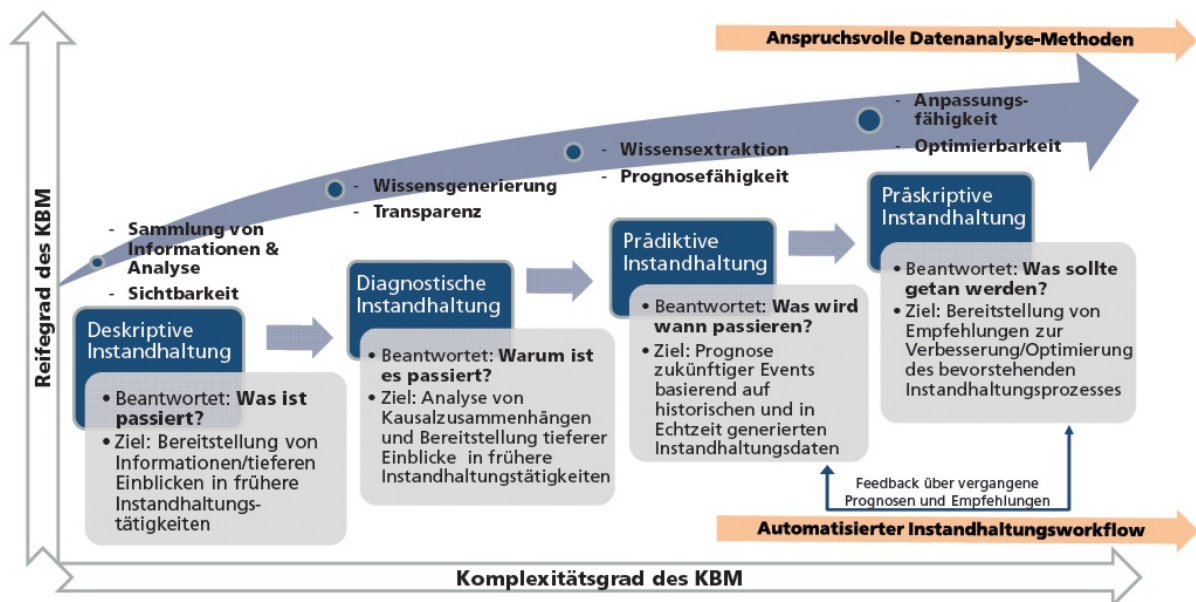 Anspruchsvolle Datenanalyse-Methoden
Reifegrad des KBM
- Sammlung von
Informationen &
Analyse
- Sichtbarkeit
- Wissensgenerierung
- Transparenz
- Wissensextraktion
- Prognosefähigkeit
- Anpassungs-
fähigkeit
- Optimierbarkeit
Deskriptive
Instandhaltung
• Beantwortet: Was ist
passiert?
• Ziel: Bereitstellung von
Informationen/tieferen
Einblicken in frühere
Instandhaltungs-
tätigkeiten
Diagnostische
Instandhaltung
• Beantwortet: Warum ist
es passiert?
• Ziel: Analyse von
Kausalzusammenhängen
und Bereitstellung tieferer
Einblicke in frühere
Instandhaltungstätigkeiten
Prädiktive
Instandhaltung
• Beantwortet: Was wird
wann passieren?
• Ziel: Prognose
zukünftiger Events
basierend auf
historischen und in
Echtzeit generierten
Instandhaltungsdaten
Präskriptive
Instandhaltung
• Beantwortet: Was sollte
getan werden?
• Ziel: Bereitstellung von
Empfehlungen zur
Verbesserung/Optimierung
des bevorstehenden
Instandhaltungsprozesses
Feedback über vergangene
Prognosen und Empfehlungen
Automatisierter Instandhaltungsworkflow
Komplexitätsgrad des KBM